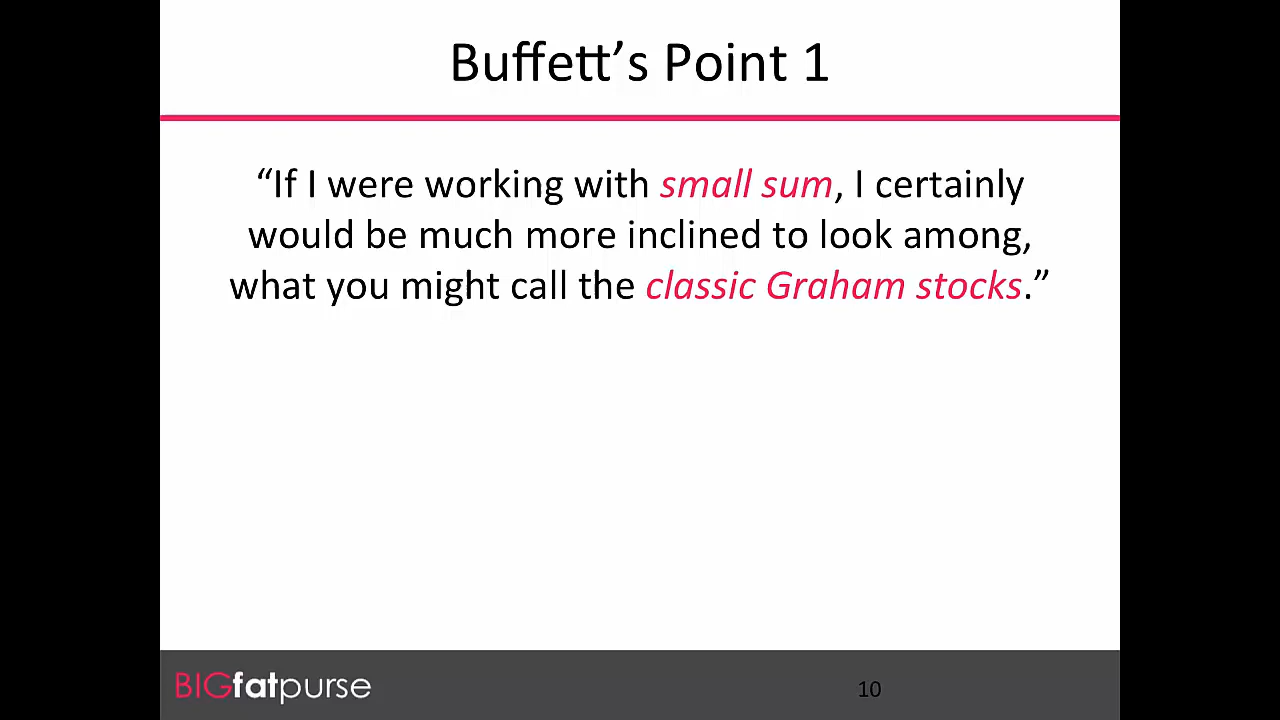 Buffett’s Point 1
“If I were working with small sum, I certainly
would be much more inclined to look among,
what you might call the classic Graham stocks.”
BIGfatpurse
10